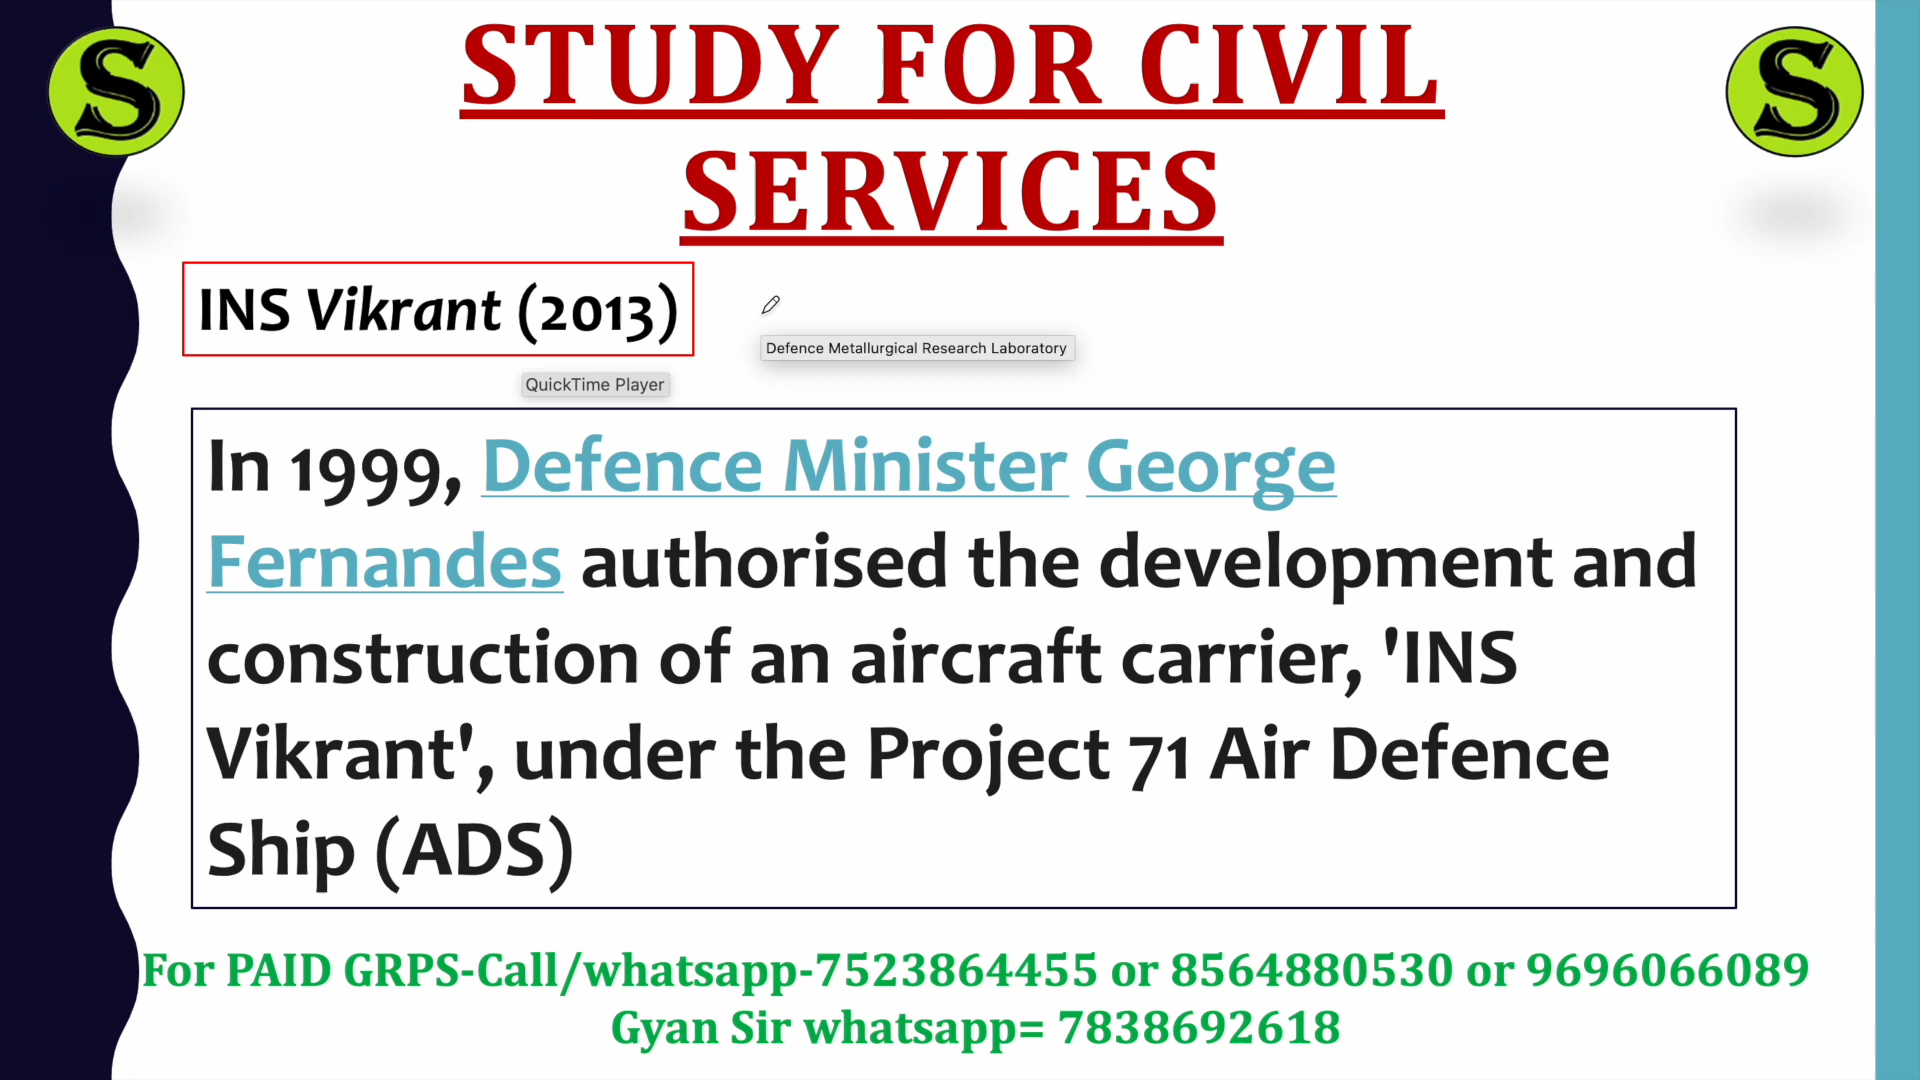 S
S
STUDY FOR CIVIL
SERVICES
INS Vikrant (2013)
Defence Metallurgical Research Laboratory
QuickTime Player
In 1999, Defence Minister George
Fernandes authorised the development and
construction of an aircraft carrier, 'INS
Vikrant', under the Project 71 Air Defence
Ship (ADS)
For PAID GRPS-Call/whatsapp-7523864455 or 8564880530 or 9696066089
Gyan Sir whatsapp= 7838692618